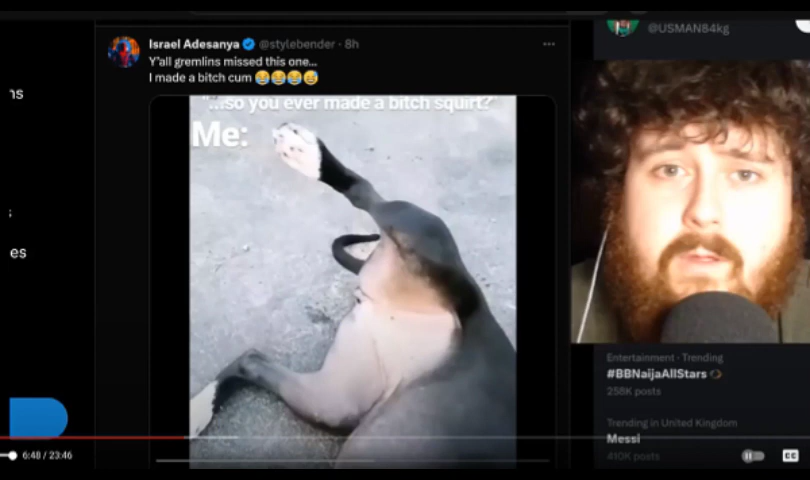 @USMAN84kg
Israel Adesanya @stylebender · 8h
Y'all gremlins missed this one...
I made a bitch cum 😂😂😂😅
"...so you ever made a bitch squirt?"
Me:
ns
es
Entertainment · Trending
#BBNaijaAllStars
258K posts
Trending in United Kingdom
Messi
410K posts
6:48 / 23:46
CC